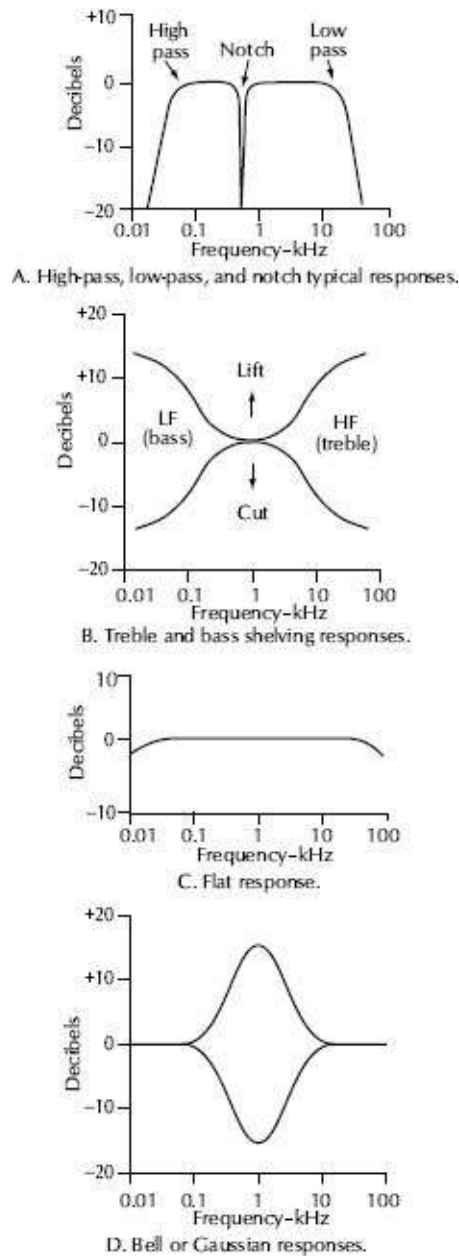 +10
High pass
Notch
Low pass
Decibels
0
−10
−20
0.01 0.1 1 10 100
Frequency–kHz
A. High-pass, low-pass, and notch typical responses.
+20
+10
Lift
LF (bass)
HF (treble)
Decibels
0
−10
Cut
−20
0.01 0.1 1 10 100
Frequency–kHz
B. Treble and bass shelving responses.
10
Decibels
0
−10
0.01 0.1 1 10 100
Frequency–kHz
C. Flat response.
+20
+10
Decibels
0
−10
−20
0.01 0.1 1 10 100
Frequency–kHz
D. Bell or Gaussian responses.